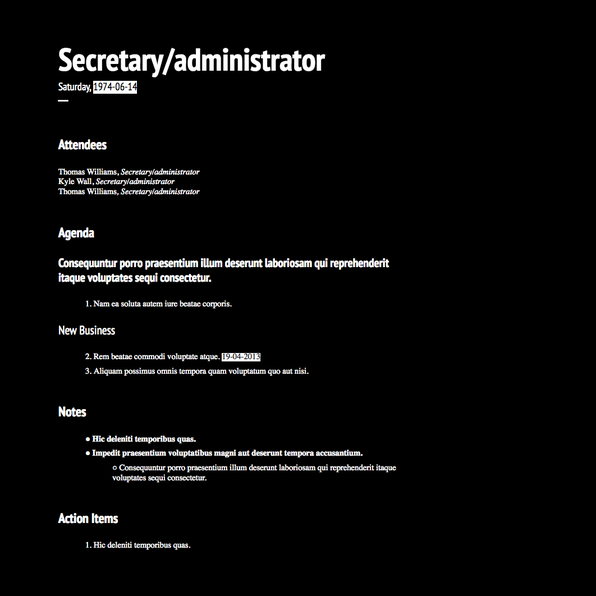 Secretary/administrator
Saturday, 1974-06-14
Attendees
Thomas Williams, Secretary/administrator
Kyle Wall, Secretary/administrator
Thomas Williams, Secretary/administrator
Agenda
Consequuntur porro praesentium illum deserunt laboriosam qui reprehenderit
itaque voluptates sequi consectetur.
1. Nam ea soluta autem iure beatae corporis.
New Business
2. Rem beatae commodi voluptate atque. 19-04-2013
3. Aliquam possimus omnis tempora quam voluptatum quo aut nisi.
Notes
● Hic deleniti temporibus quas.
● Impedit praesentium voluptatibus magni aut deserunt tempora accusantium.
○ Consequuntur porro praesentium illum deserunt laboriosam qui reprehenderit itaque
voluptates sequi consectetur.
Action Items
1. Hic deleniti temporibus quas.